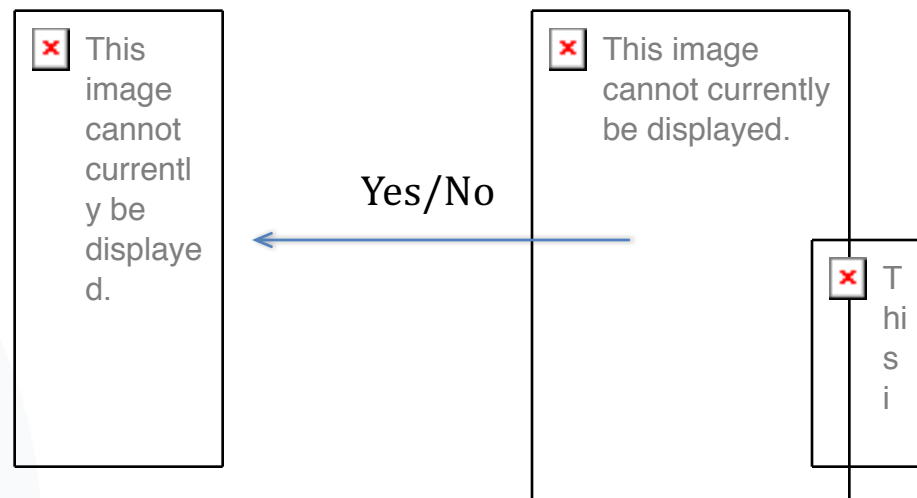 This
image
cannot
currentl
y be
displaye
d.
Yes/No
This image
cannot currently
be displayed.
T
hi
s
i